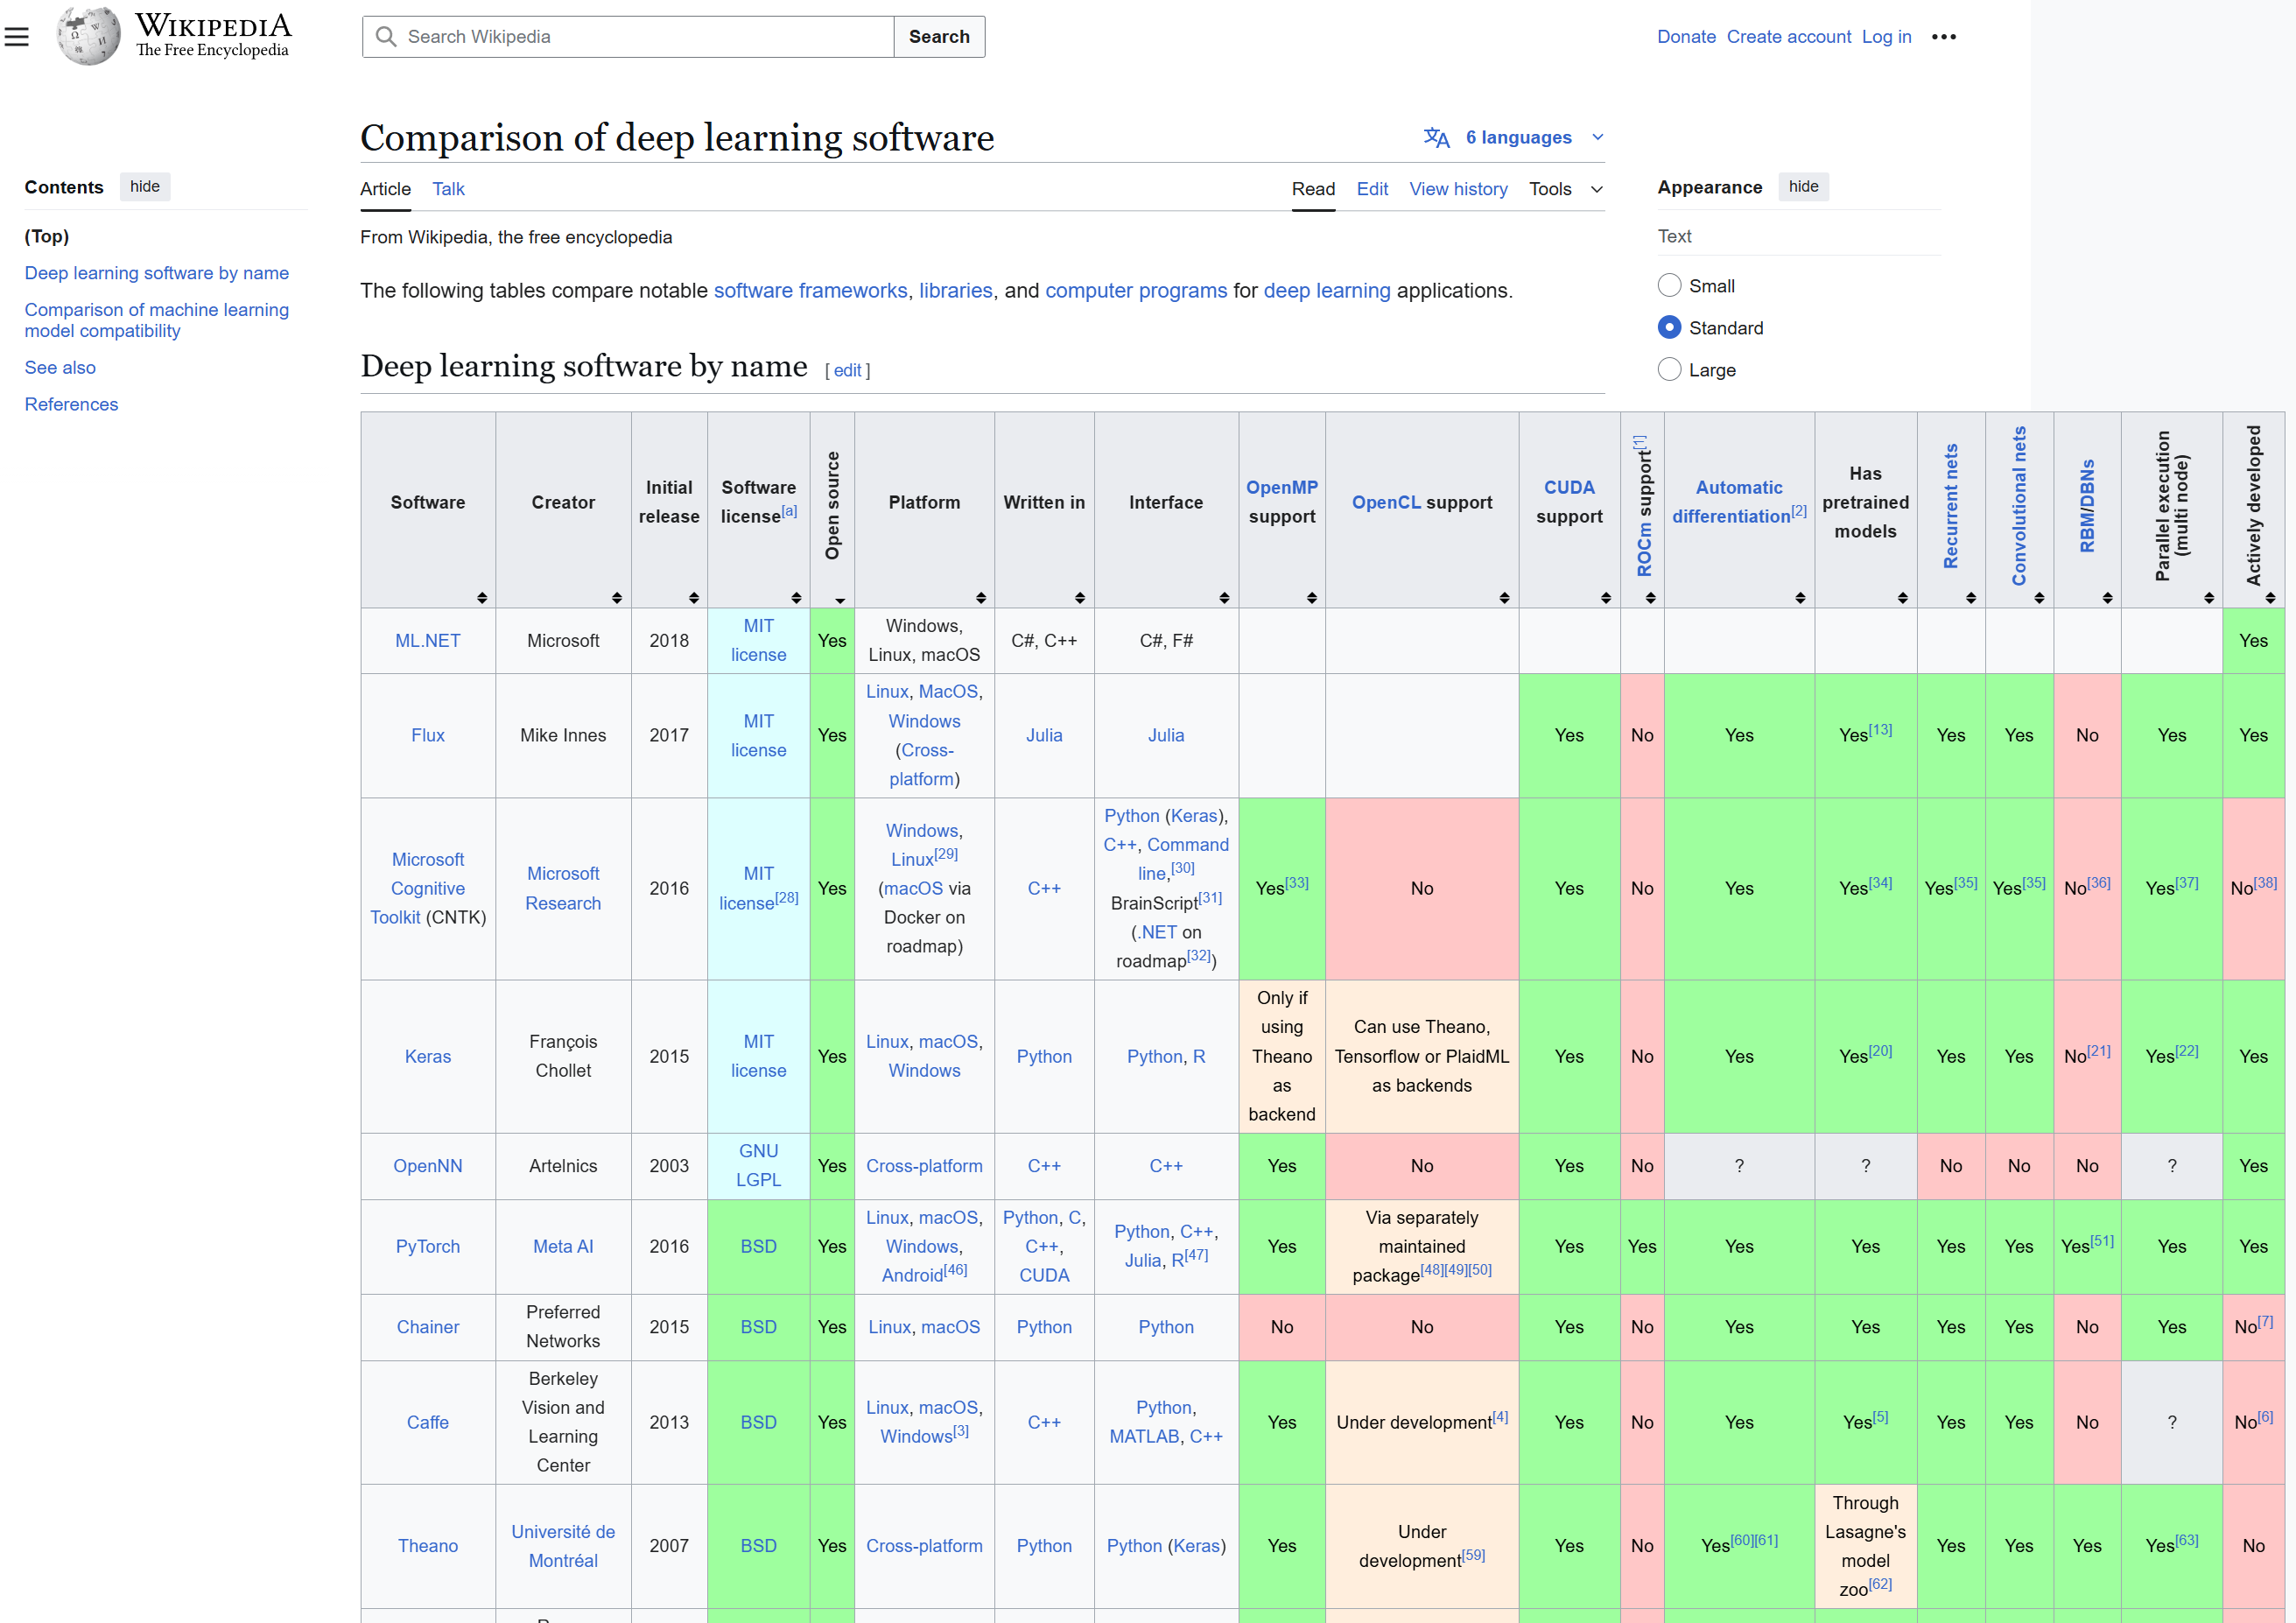 WIKIPEDIA
The Free Encyclopedia
Search Wikipedia
Search
Donate Create account Log in
Comparison of deep learning software
6 languages
Contents hide
(Top)
Deep learning software by name
Comparison of machine learning
model compatibility
See also
References
Article Talk
Read Edit View history Tools
Appearance hide
Text
Small
Standard
Large
From Wikipedia, the free encyclopedia
The following tables compare notable software frameworks, libraries, and computer programs for deep learning applications.
Deep learning software by name [ edit ]
Software
Creator
Initial
release
Software
license[a]
Open source
Platform
Written in
Interface
OpenMP
support
OpenCL support
CUDA
support
ROCm support[1]
Automatic
differentiation[2]
Has
pretrained
models
Recurrent nets
Convolutional nets
RBM/DBNs
Parallel execution
(multi node)
Actively developed
ML.NET
Microsoft
2018
MIT
license
Yes
Windows,
Linux, macOS
C#, C++
C#, F#
Yes
Flux
Mike Innes
2017
MIT
license
Yes
Linux, MacOS,
Windows
(Cross-
platform)
Julia
Julia
Yes
No
Yes
Yes[13]
Yes
Yes
No
Yes
Yes
Microsoft
Cognitive
Toolkit (CNTK)
Microsoft
Research
2016
MIT
license[28]
Yes
Windows,
Linux[29]
(macOS via
Docker on
roadmap)
C++
Python (Keras),
C++, Command
line,[30]
BrainScript[31]
(.NET on
roadmap[32])
Yes[33]
No
Yes
No
Yes
Yes[34]
Yes[35]
Yes[35]
No[36]
Yes[37]
No[38]
Keras
François
Chollet
2015
MIT
license
Yes
Linux, macOS,
Windows
Python
Python, R
Only if
using
Theano
as
backend
Can use Theano,
Tensorflow or PlaidML
as backends
Yes
No
Yes
Yes[20]
Yes
Yes
No[21]
Yes[22]
Yes
OpenNN
Artelnics
2003
GNU
LGPL
Yes
Cross-platform
C++
C++
Yes
No
Yes
No
?
?
No
No
No
?
Yes
PyTorch
Meta AI
2016
BSD
Yes
Linux, macOS,
Windows,
Android[46]
Python, C,
C++,
CUDA
Python, C++,
Julia, R[47]
Yes
Via separately
maintained
package[48][49][50]
Yes
Yes
Yes
Yes
Yes
Yes
Yes[51]
Yes
Yes
Chainer
Preferred
Networks
2015
BSD
Yes
Linux, macOS
Python
Python
No
No
Yes
No
Yes
Yes
Yes
Yes
No
Yes
No[7]
Caffe
Berkeley
Vision and
Learning
Center
2013
BSD
Yes
Linux, macOS,
Windows[3]
C++
Python,
MATLAB, C++
Yes
Under development[4]
Yes
No
Yes
Yes[5]
Yes
Yes
No
?
No[6]
Theano
Université de
Montréal
2007
BSD
Yes
Cross-platform
Python
Python (Keras)
Yes
Under
development[59]
Yes
No
Yes[60][61]
Through
Lasagne's
model
zoo[62]
Yes
Yes
Yes
Yes[63]
No